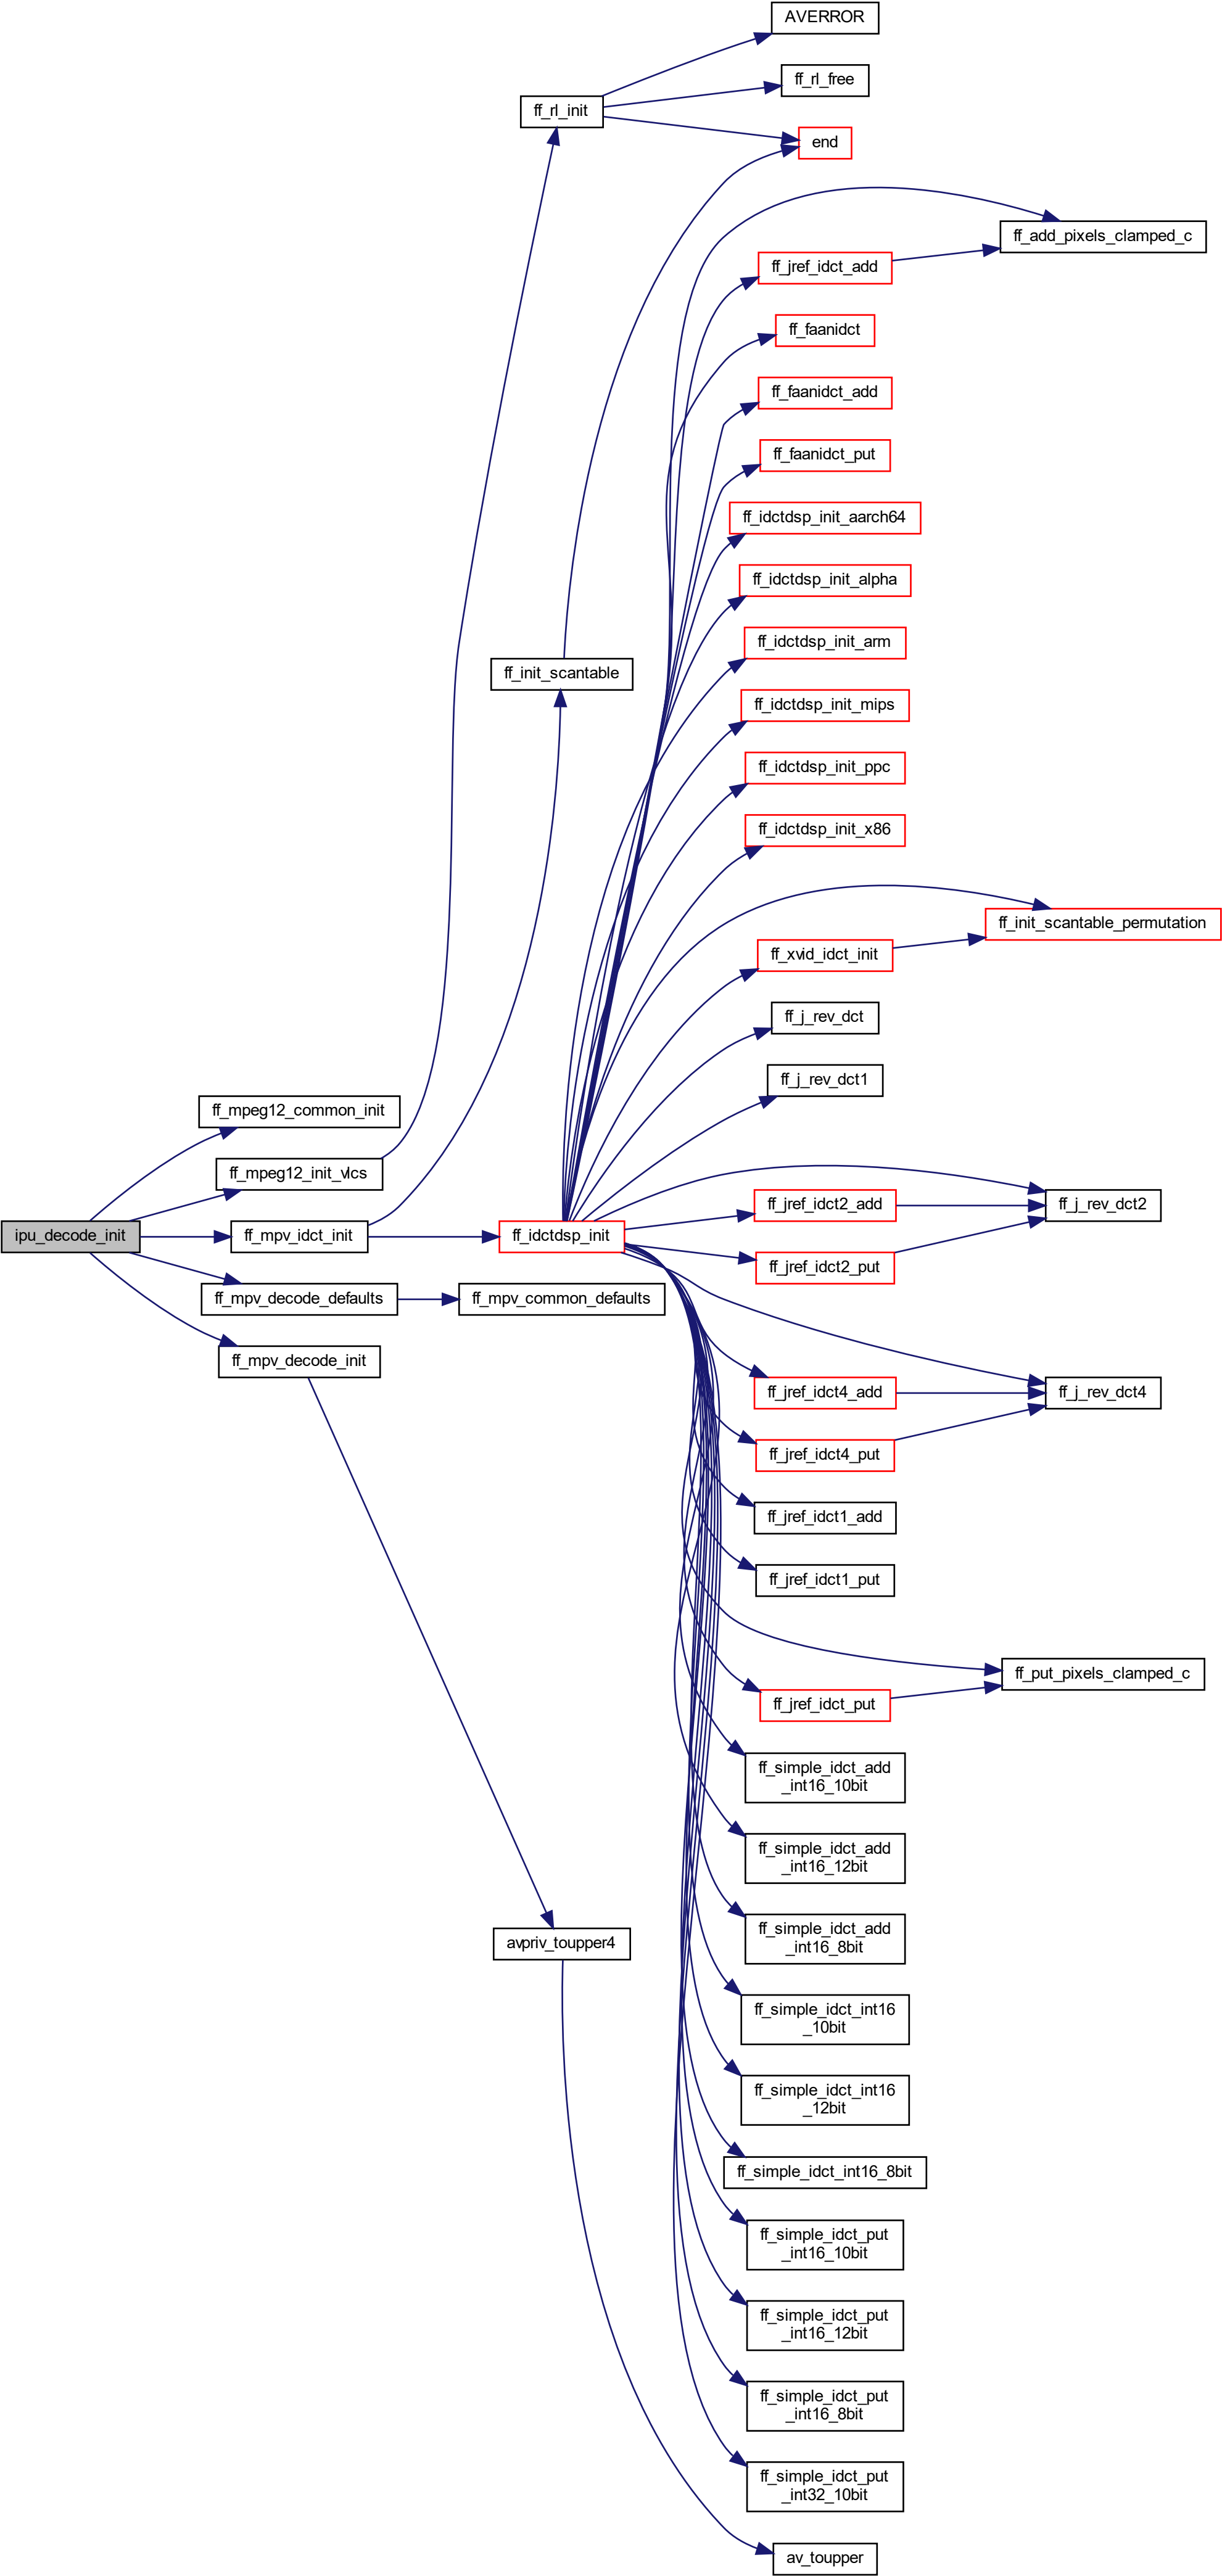 AVERROR
ff_rl_free
ff_rl_init
end
ff_add_pixels_clamped_c
ff_jref_idct_add
ff_faanidct
ff_faanidct_add
ff_faanidct_put
ff_idctdsp_init_aarch64
ff_idctdsp_init_alpha
ff_idctdsp_init_arm
ff_init_scantable
ff_idctdsp_init_mips
ff_idctdsp_init_ppc
ff_idctdsp_init_x86
ff_init_scantable_permutation
ff_xvid_idct_init
ff_j_rev_dct
ff_j_rev_dct1
ff_mpeg12_common_init
ff_mpeg12_init_vlcs
ff_jref_idct2_add
ff_j_rev_dct2
ipu_decode_init
ff_mpv_idct_init
ff_idctdsp_init
ff_jref_idct2_put
ff_mpv_decode_defaults
ff_mpv_common_defaults
ff_mpv_decode_init
ff_jref_idct4_add
ff_j_rev_dct4
ff_jref_idct4_put
ff_jref_idct1_add
ff_jref_idct1_put
ff_put_pixels_clamped_c
ff_jref_idct_put
ff_simple_idct_add
_int16_10bit
ff_simple_idct_add
_int16_12bit
avpriv_toupper4
ff_simple_idct_add
_int16_8bit
ff_simple_idct_int16
_10bit
ff_simple_idct_int16
_12bit
ff_simple_idct_int16_8bit
ff_simple_idct_put
_int16_10bit
ff_simple_idct_put
_int16_12bit
ff_simple_idct_put
_int16_8bit
ff_simple_idct_put
_int32_10bit
av_toupper